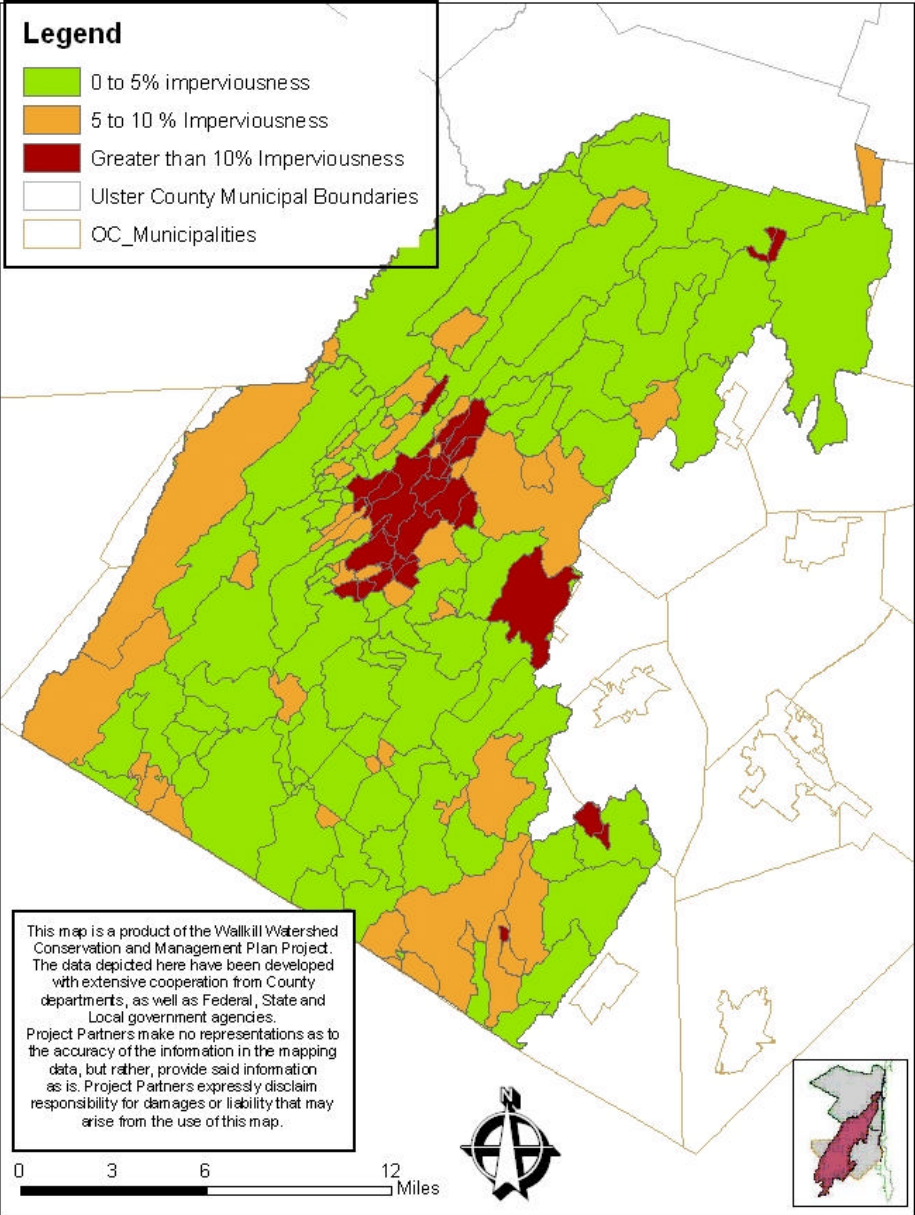 Legend
0 to 5% imperviousness
5 to 10 % Imperviousness
Greater than 10% Imperviousness
Ulster County Municipal Boundaries
OC_Municipalities
This map is a product of the Wallkill Watershed
Conservation and Management Plan Project.
The data depicted here have been developed
with extensive cooperation from County
departments, as well as Federal, State and
Local government agencies.
Project Partners make no representations as to
the accuracy of the information in the mapping
data, but rather, provide said information
as is. Project Partners expressly disclaim
responsibility for damages or liability that may
arise from the use of this map.
N
0 3 6 12
Miles